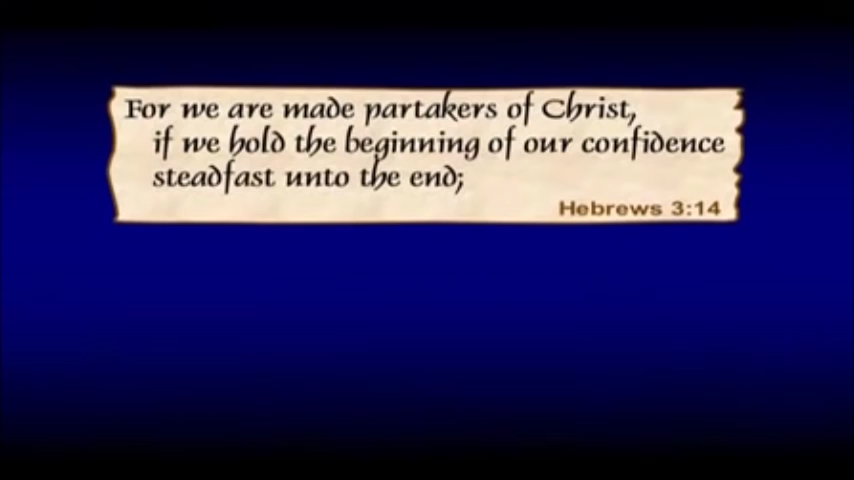 For we are made partakers of Christ,
if we hold the beginning of our confidence
steadfast unto the end;
Hebrews 3:14